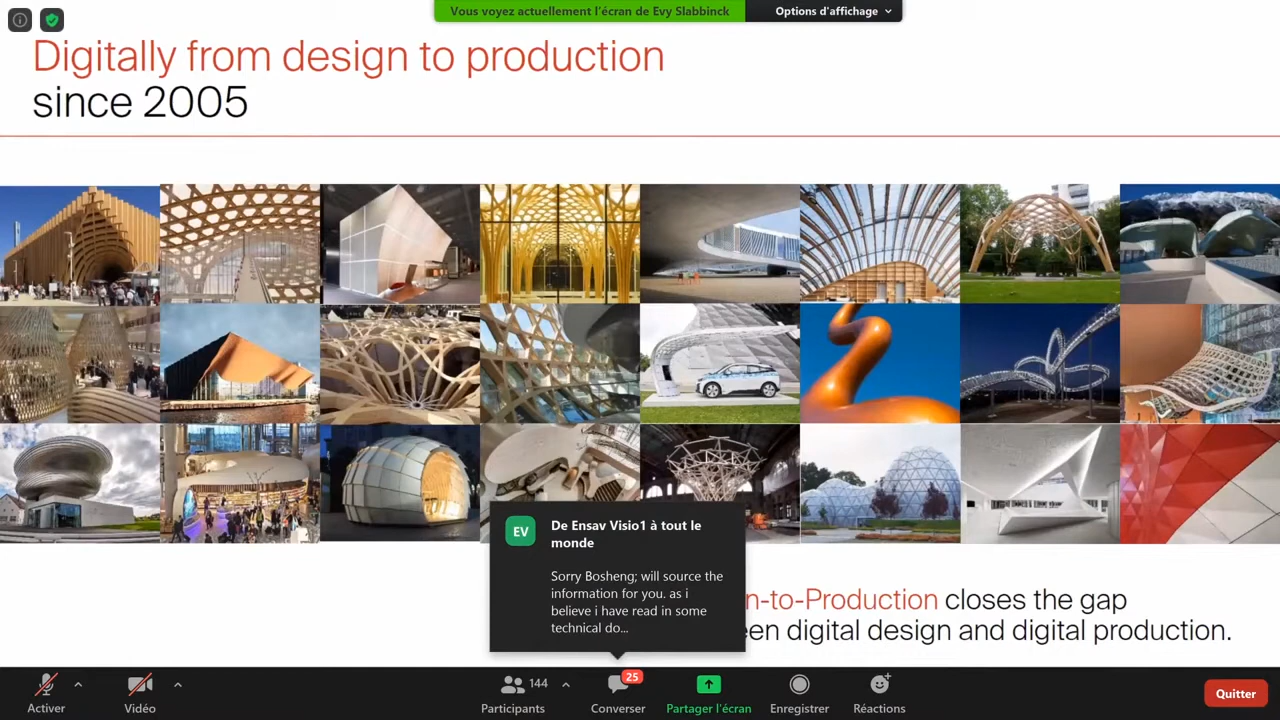 Vous voyez actuellement l'écran de Evy Slabbinck
Options d'affichage
Digitally from design to production
since 2005
EV
De Ensav Visio1 à tout le
monde
Sorry Bosheng; will source the
information for you. as i
believe i have read in some
technical do...
n-to-Production closes the gap
een digital design and digital production.
Activer
Vidéo
144
Participants
25
Converser
Partager l'écran
Enregistrer
Réactions
Quitter